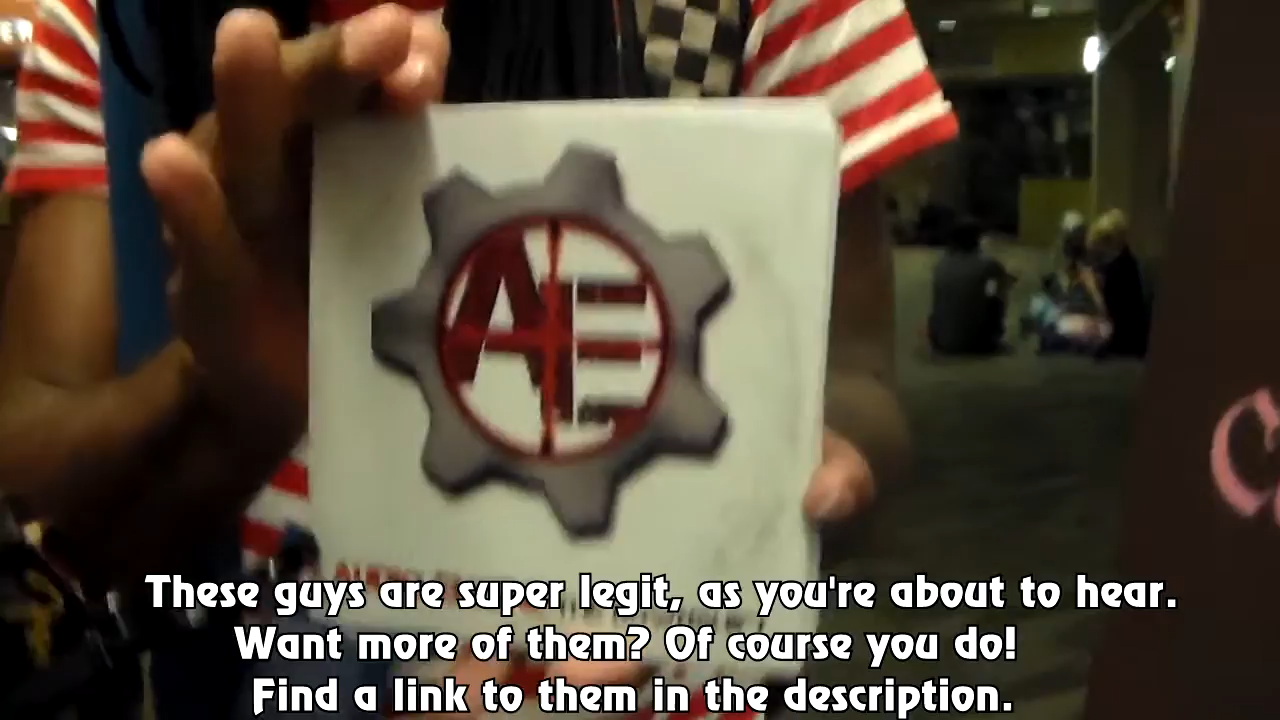 AE
These guys are super legit, as you're about to hear.
Want more of them? Of course you do!
Find a link to them in the description.